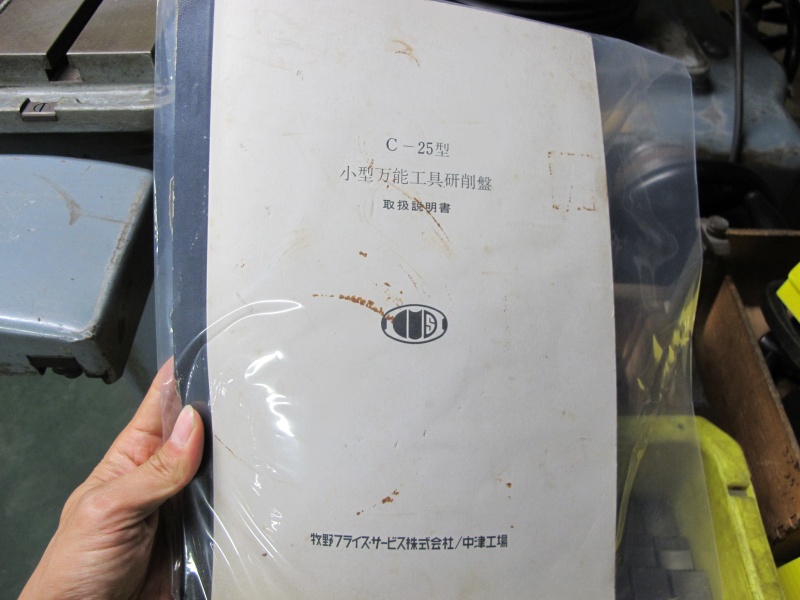 C－25型
小型万能工具研削盤
取扱説明書
牧野フライス・サービス株式会社/中津工場